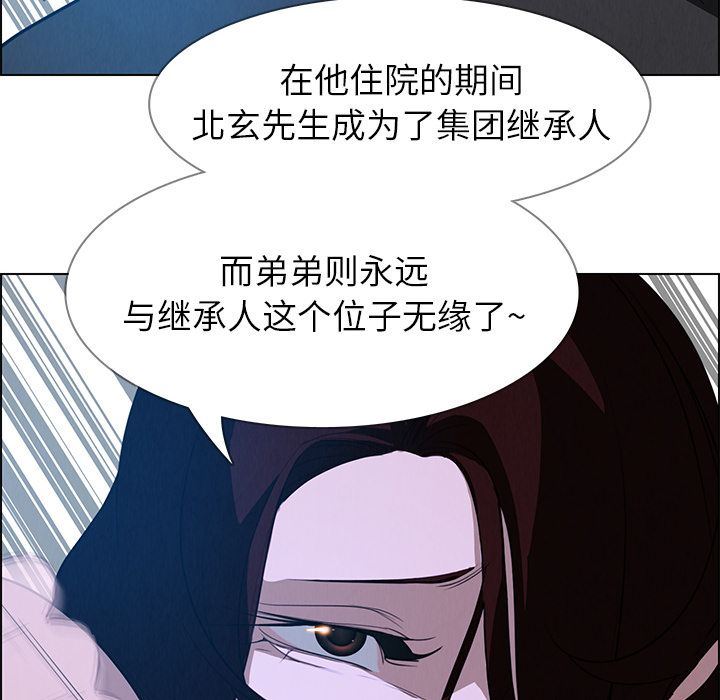 在他住院的期间
北玄先生成为了集团继承人
而弟弟则永远
与继承人这个位子无缘了~